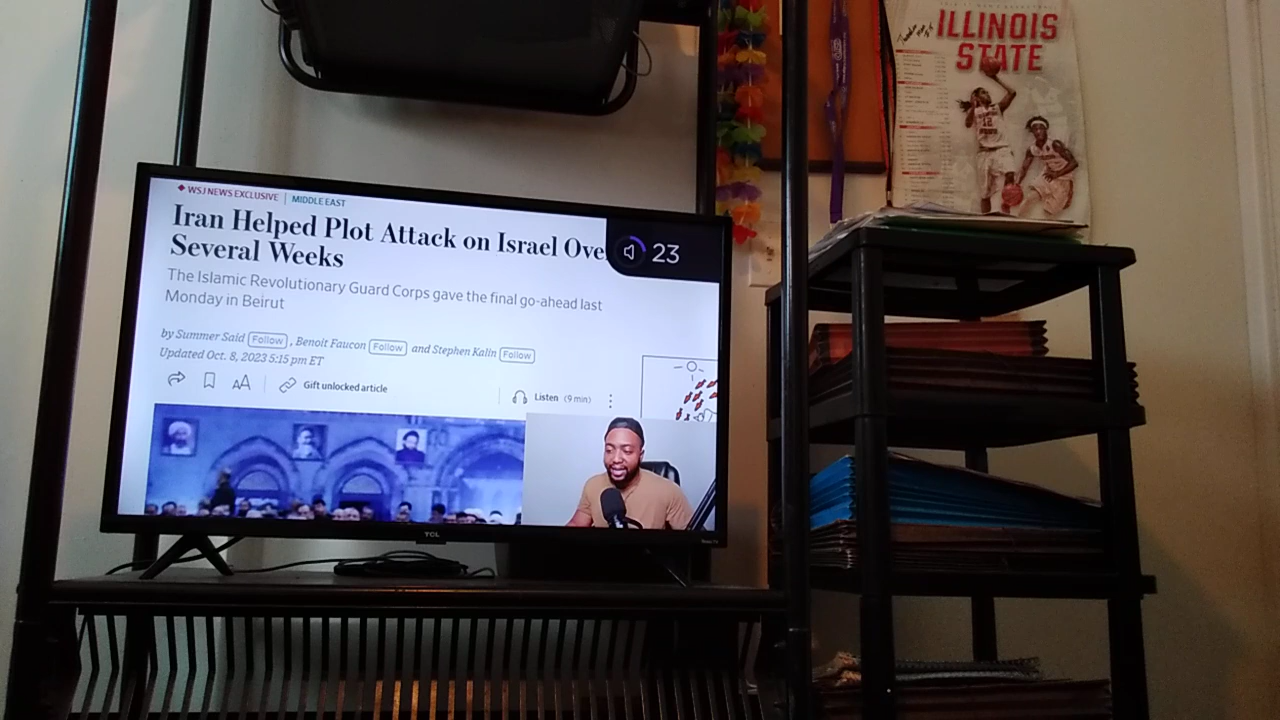 ILLINOIS
STATE
WSJ NEWS EXCLUSIVE | MIDDLE EAST
Iran Helped Plot Attack on Israel Ove
Several Weeks
23
The Islamic Revolutionary Guard Corps gave the final go-ahead last
Monday in Beirut
by Summer Said Follow , Benoit Faucon Follow and Stephen Kalin Follow
Updated Oct. 8, 2023 5:15 pm ET
AA Gift unlocked article Listen (9 min)
TCL
12